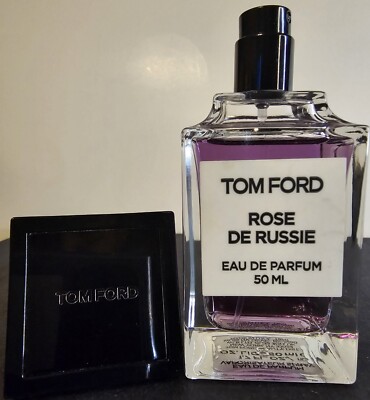 TOM FORD
ROSE
DE RUSSIE
EAU DE PARFUM
50 ML
TOM FORD